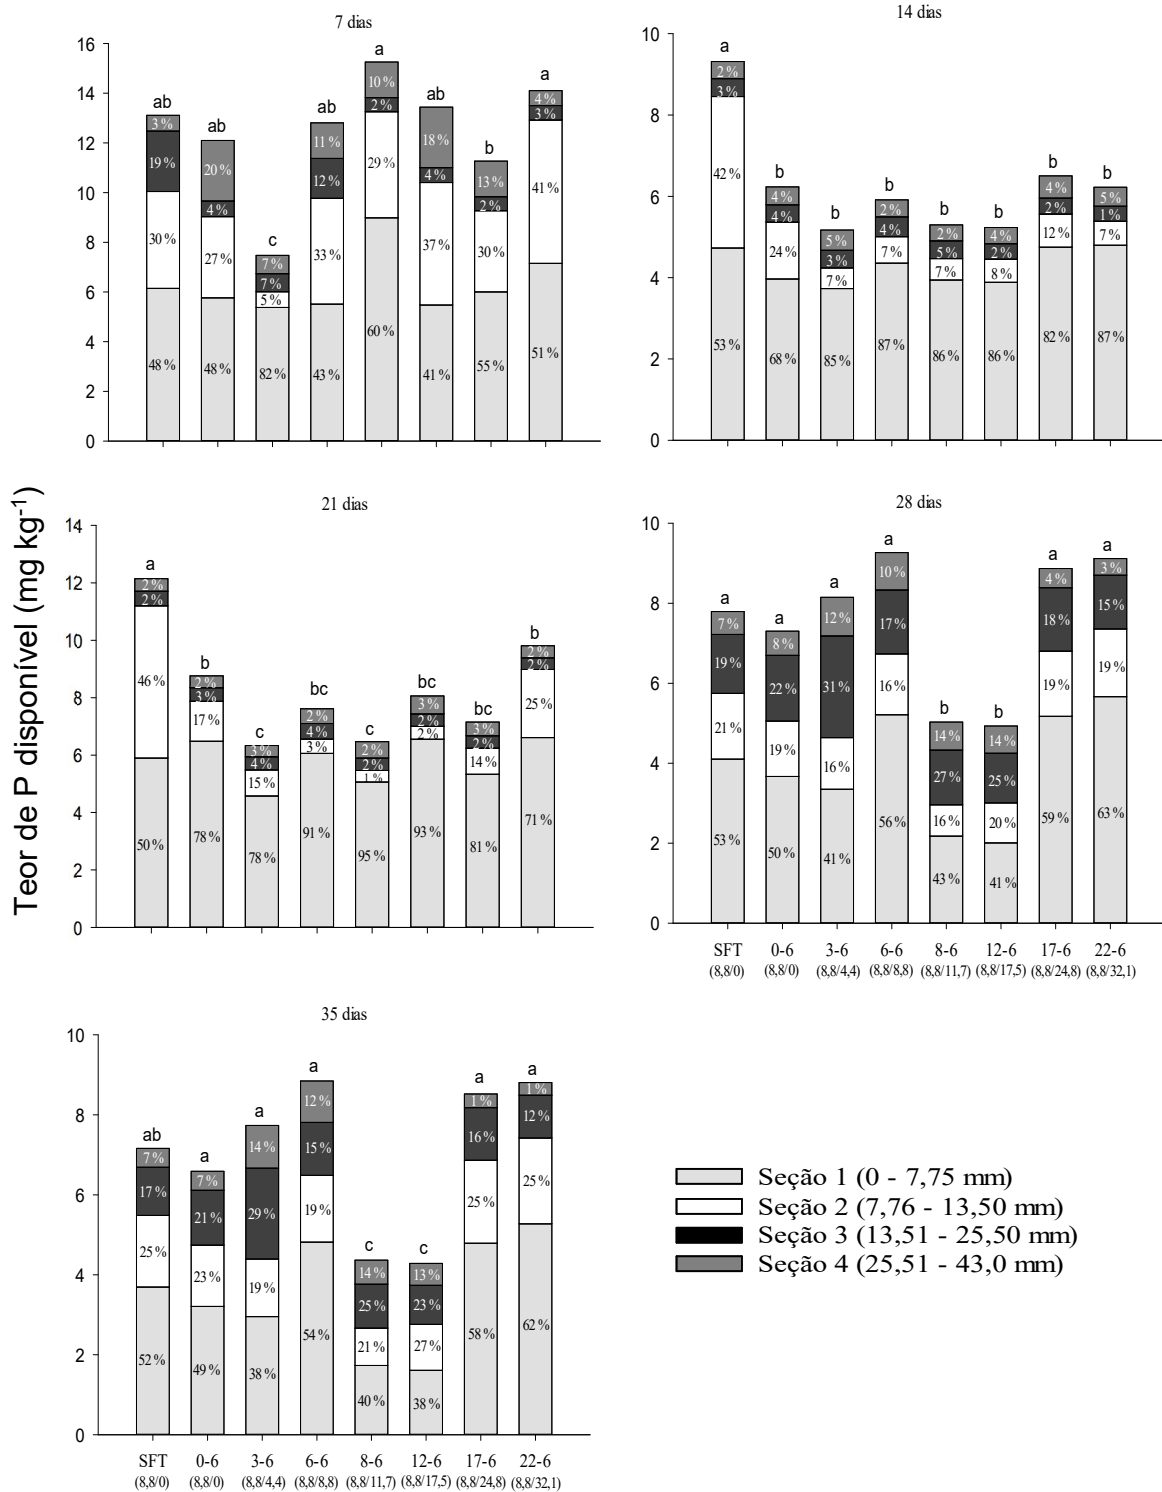 Teor de P disponível (mg kg⁻¹)
7 dias
16
14
12
10
8
6
4
2
0
ab ab c ab a ab b a
3 % 20 % 7 % 11 % 10 % 18 % 13 % 4 %
19 % 4 % 7 % 12 % 2 % 4 % 2 % 3 %
30 % 27 % 5 % 33 % 29 % 37 % 30 % 41 %
48 % 48 % 82 % 43 % 60 % 41 % 55 % 51 %
14 dias
10
8
6
4
2
0
a b b b b b b b
2 % 4 % 5 % 2 % 2 % 4 % 4 % 5 %
3 % 4 % 3 % 4 % 5 % 2 % 2 % 1 %
42 % 24 % 7 % 7 % 7 % 8 % 12 % 7 %
53 % 68 % 85 % 87 % 86 % 86 % 82 % 87 %
21 dias
14
12
10
8
6
4
2
0
a b c bc c bc bc b
2 % 2 % 3 % 2 % 2 % 3 % 3 % 2 %
2 % 3 % 4 % 4 % 2 % 2 % 2 % 2 %
46 % 17 % 15 % 3 % 1 % 2 % 14 % 25 %
50 % 78 % 78 % 91 % 95 % 93 % 81 % 71 %
28 dias
10
8
6
4
2
0
a a a a b b a a
7 % 8 % 12 % 10 % 14 % 14 % 4 % 3 %
19 % 22 % 31 % 17 % 27 % 25 % 18 % 15 %
21 % 19 % 16 % 16 % 16 % 20 % 19 % 19 %
53 % 50 % 41 % 56 % 43 % 41 % 59 % 63 %
SFT 0-6 3-6 6-6 8-6 12-6 17-6 22-6
(8,8/0) (8,8/0) (8,8/4,4) (8,8/8,8) (8,8/11,7) (8,8/17,5) (8,8/24,8) (8,8/32,1)
35 dias
10
8
6
4
2
0
ab a a a c c a a
7 % 7 % 14 % 12 % 14 % 13 % 1 % 1 %
17 % 21 % 29 % 15 % 25 % 23 % 16 % 12 %
25 % 23 % 19 % 19 % 21 % 27 % 25 % 25 %
52 % 49 % 38 % 54 % 40 % 38 % 58 % 62 %
SFT 0-6 3-6 6-6 8-6 12-6 17-6 22-6
(8,8/0) (8,8/0) (8,8/4,4) (8,8/8,8) (8,8/11,7) (8,8/17,5) (8,8/24,8) (8,8/32,1)
Seção 1 (0 - 7,75 mm)
Seção 2 (7,76 - 13,50 mm)
Seção 3 (13,51 - 25,50 mm)
Seção 4 (25,51 - 43,0 mm)